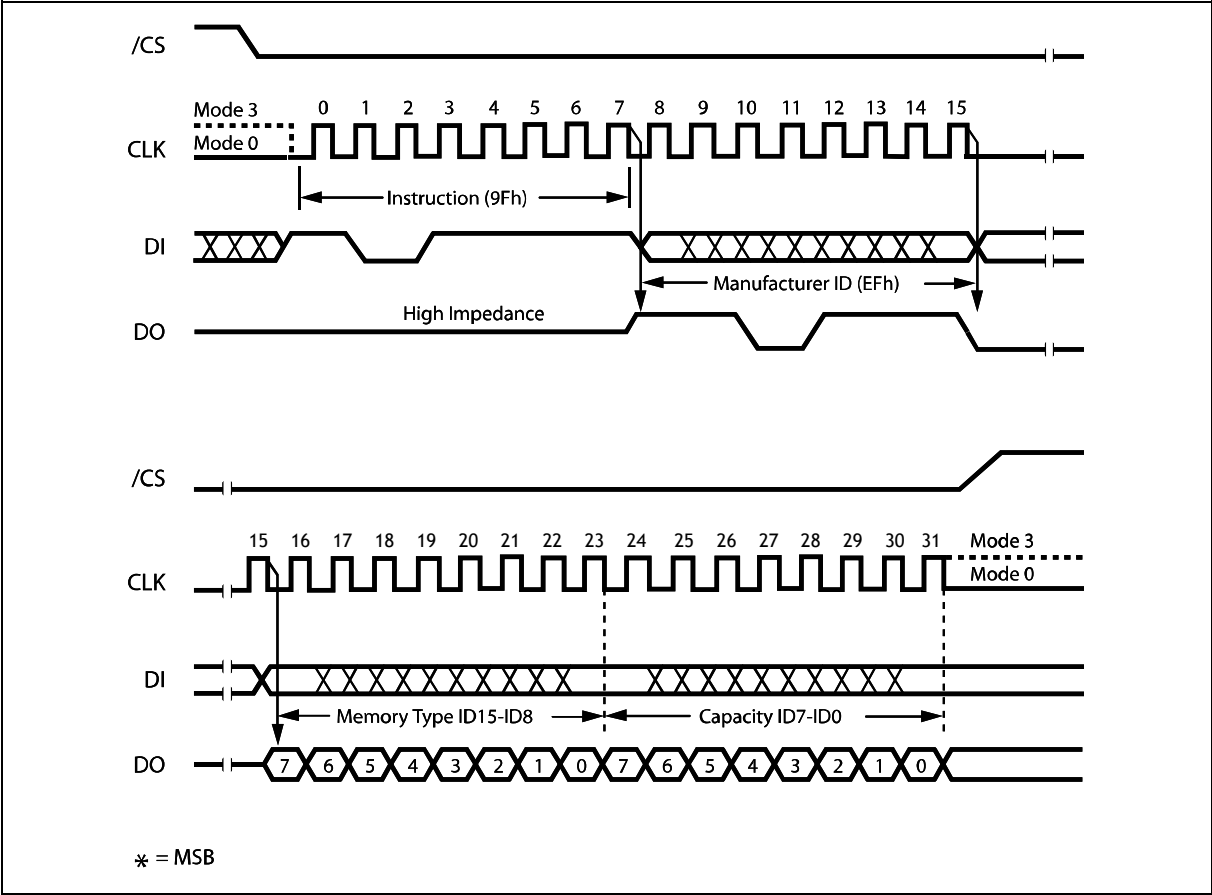 /CS
Mode 3
0 1 2 3 4 5 6 7 8 9 10 11 12 13 14 15
CLK
Mode 0
Instruction (9Fh)
DI
Manufacturer ID (EFh)
High Impedance
DO
/CS
15 16 17 18 19 20 21 22 23 24 25 26 27 28 29 30 31
Mode 3
CLK
Mode 0
DI
Memory Type ID15-ID8
Capacity ID7-ID0
DO
7 6 5 4 3 2 1 0 7 6 5 4 3 2 1 0
* = MSB